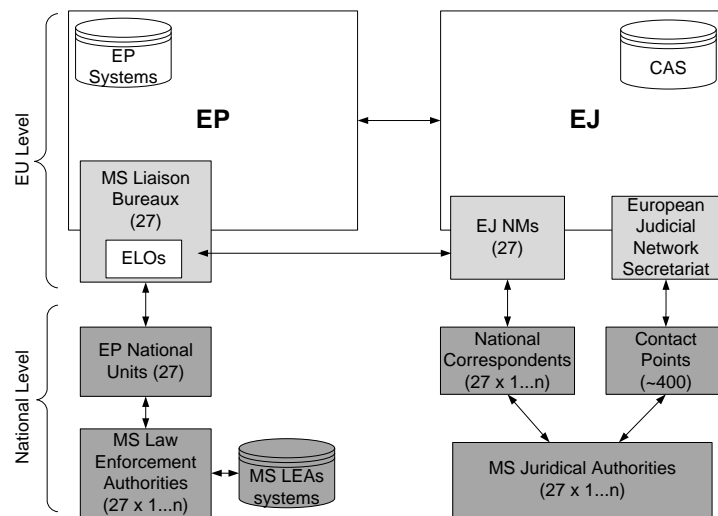 EP
Systems
CAS
EP
EJ
EU Level
MS Liaison
Bureaux
(27)
ELOs
EJ NMs
(27)
European
Judicial
Network
Secretariat
National Level
EP National
Units (27)
National
Correspondents
(27 x 1...n)
Contact
Points
(~400)
MS Law
Enforcement
Authorities
(27 x 1...n)
MS LEAs
systems
MS Juridical Authorities
(27 x 1...n)